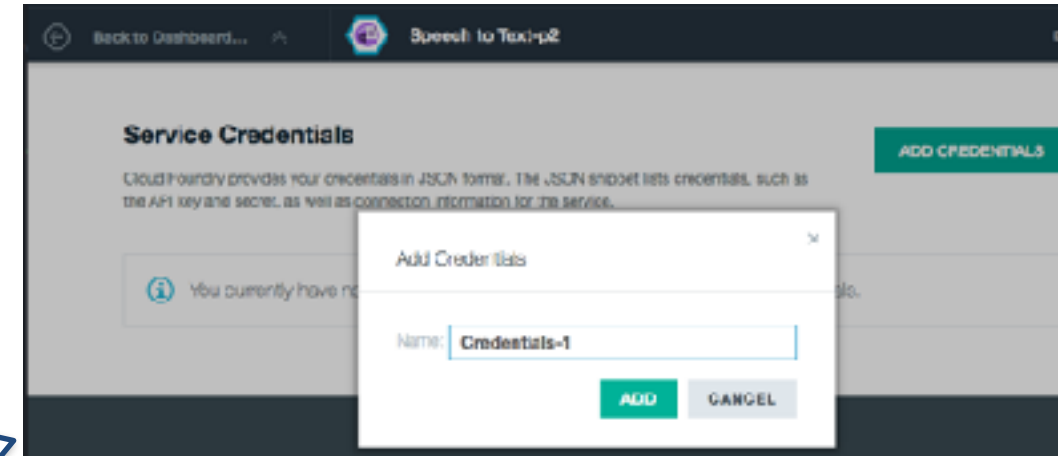 Back to Dashboard...
Speech to Text-p2
Service Credentials
ADD CREDENTIALS
Cloud Foundry provides your credentials in JSON format. The JSON snippet lists credentials, such as
the API key and secret, as well as connection information for the service.
Add Credentials
You currently have
Name: Credentials-1
ADD CANCEL